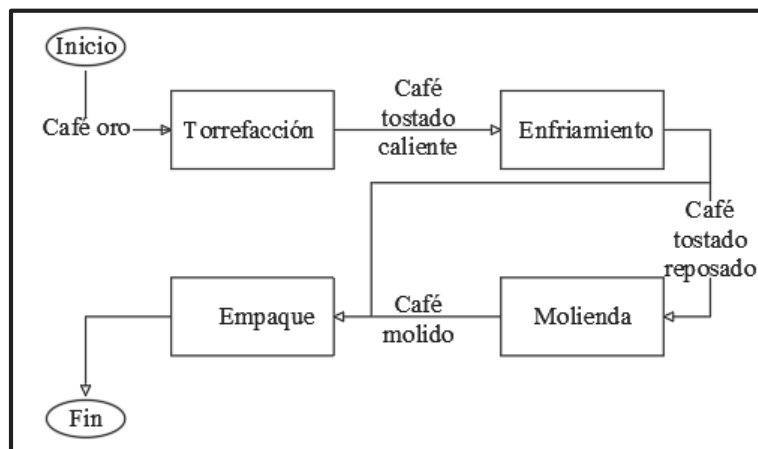 Inicio
Café oro
Torrefacción
Café
tostado
caliente
Enfriamiento
Café
tostado
reposado
Molienda
Café
molido
Empaque
Fin